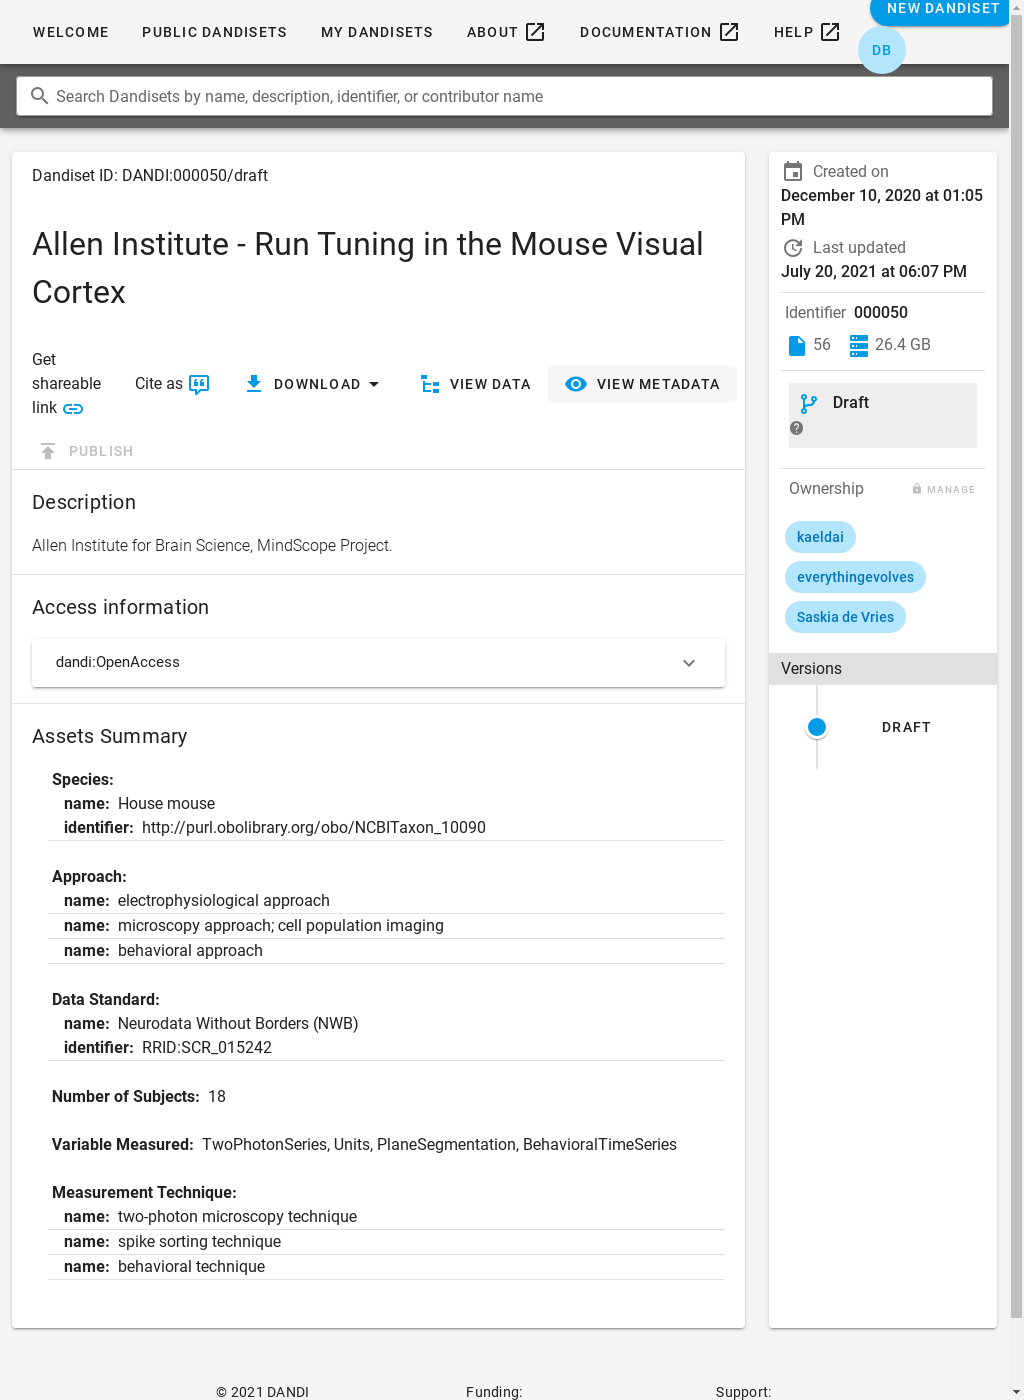 WELCOME
PUBLIC DANDISETS
MY DANDISETS
ABOUT
DOCUMENTATION
HELP
NEW DANDISET
DB
Search Dandisets by name, description, identifier, or contributor name
Dandiset ID: DANDI:000050/draft
Allen Institute - Run Tuning in the Mouse Visual
Cortex
Get
shareable
link
Cite as
DOWNLOAD
VIEW DATA
VIEW METADATA
PUBLISH
Description
Allen Institute for Brain Science, MindScope Project.
Access information
dandi:OpenAccess
Assets Summary
Species:
name: House mouse
identifier: http://purl.obolibrary.org/obo/NCBITaxon_10090
Approach:
name: electrophysiological approach
name: microscopy approach; cell population imaging
name: behavioral approach
Data Standard:
name: Neurodata Without Borders (NWB)
identifier: RRID:SCR_015242
Number of Subjects: 18
Variable Measured: TwoPhotonSeries, Units, PlaneSegmentation, BehavioralTimeSeries
Measurement Technique:
name: two-photon microscopy technique
name: spike sorting technique
name: behavioral technique
Created on
December 10, 2020 at 01:05
PM
Last updated
July 20, 2021 at 06:07 PM
Identifier 000050
56
26.4 GB
Draft
Ownership
MANAGE
kaeldai
everythingevolves
Saskia de Vries
Versions
DRAFT
© 2021 DANDI
Funding:
Support: